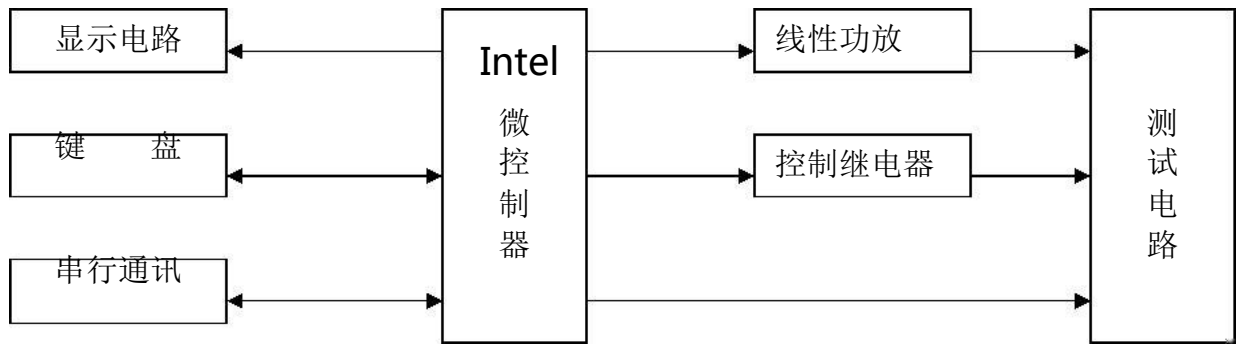 显示电路
键 盘
串行通讯
Intel
微控制器
线性功放
控制继电器
测试电路